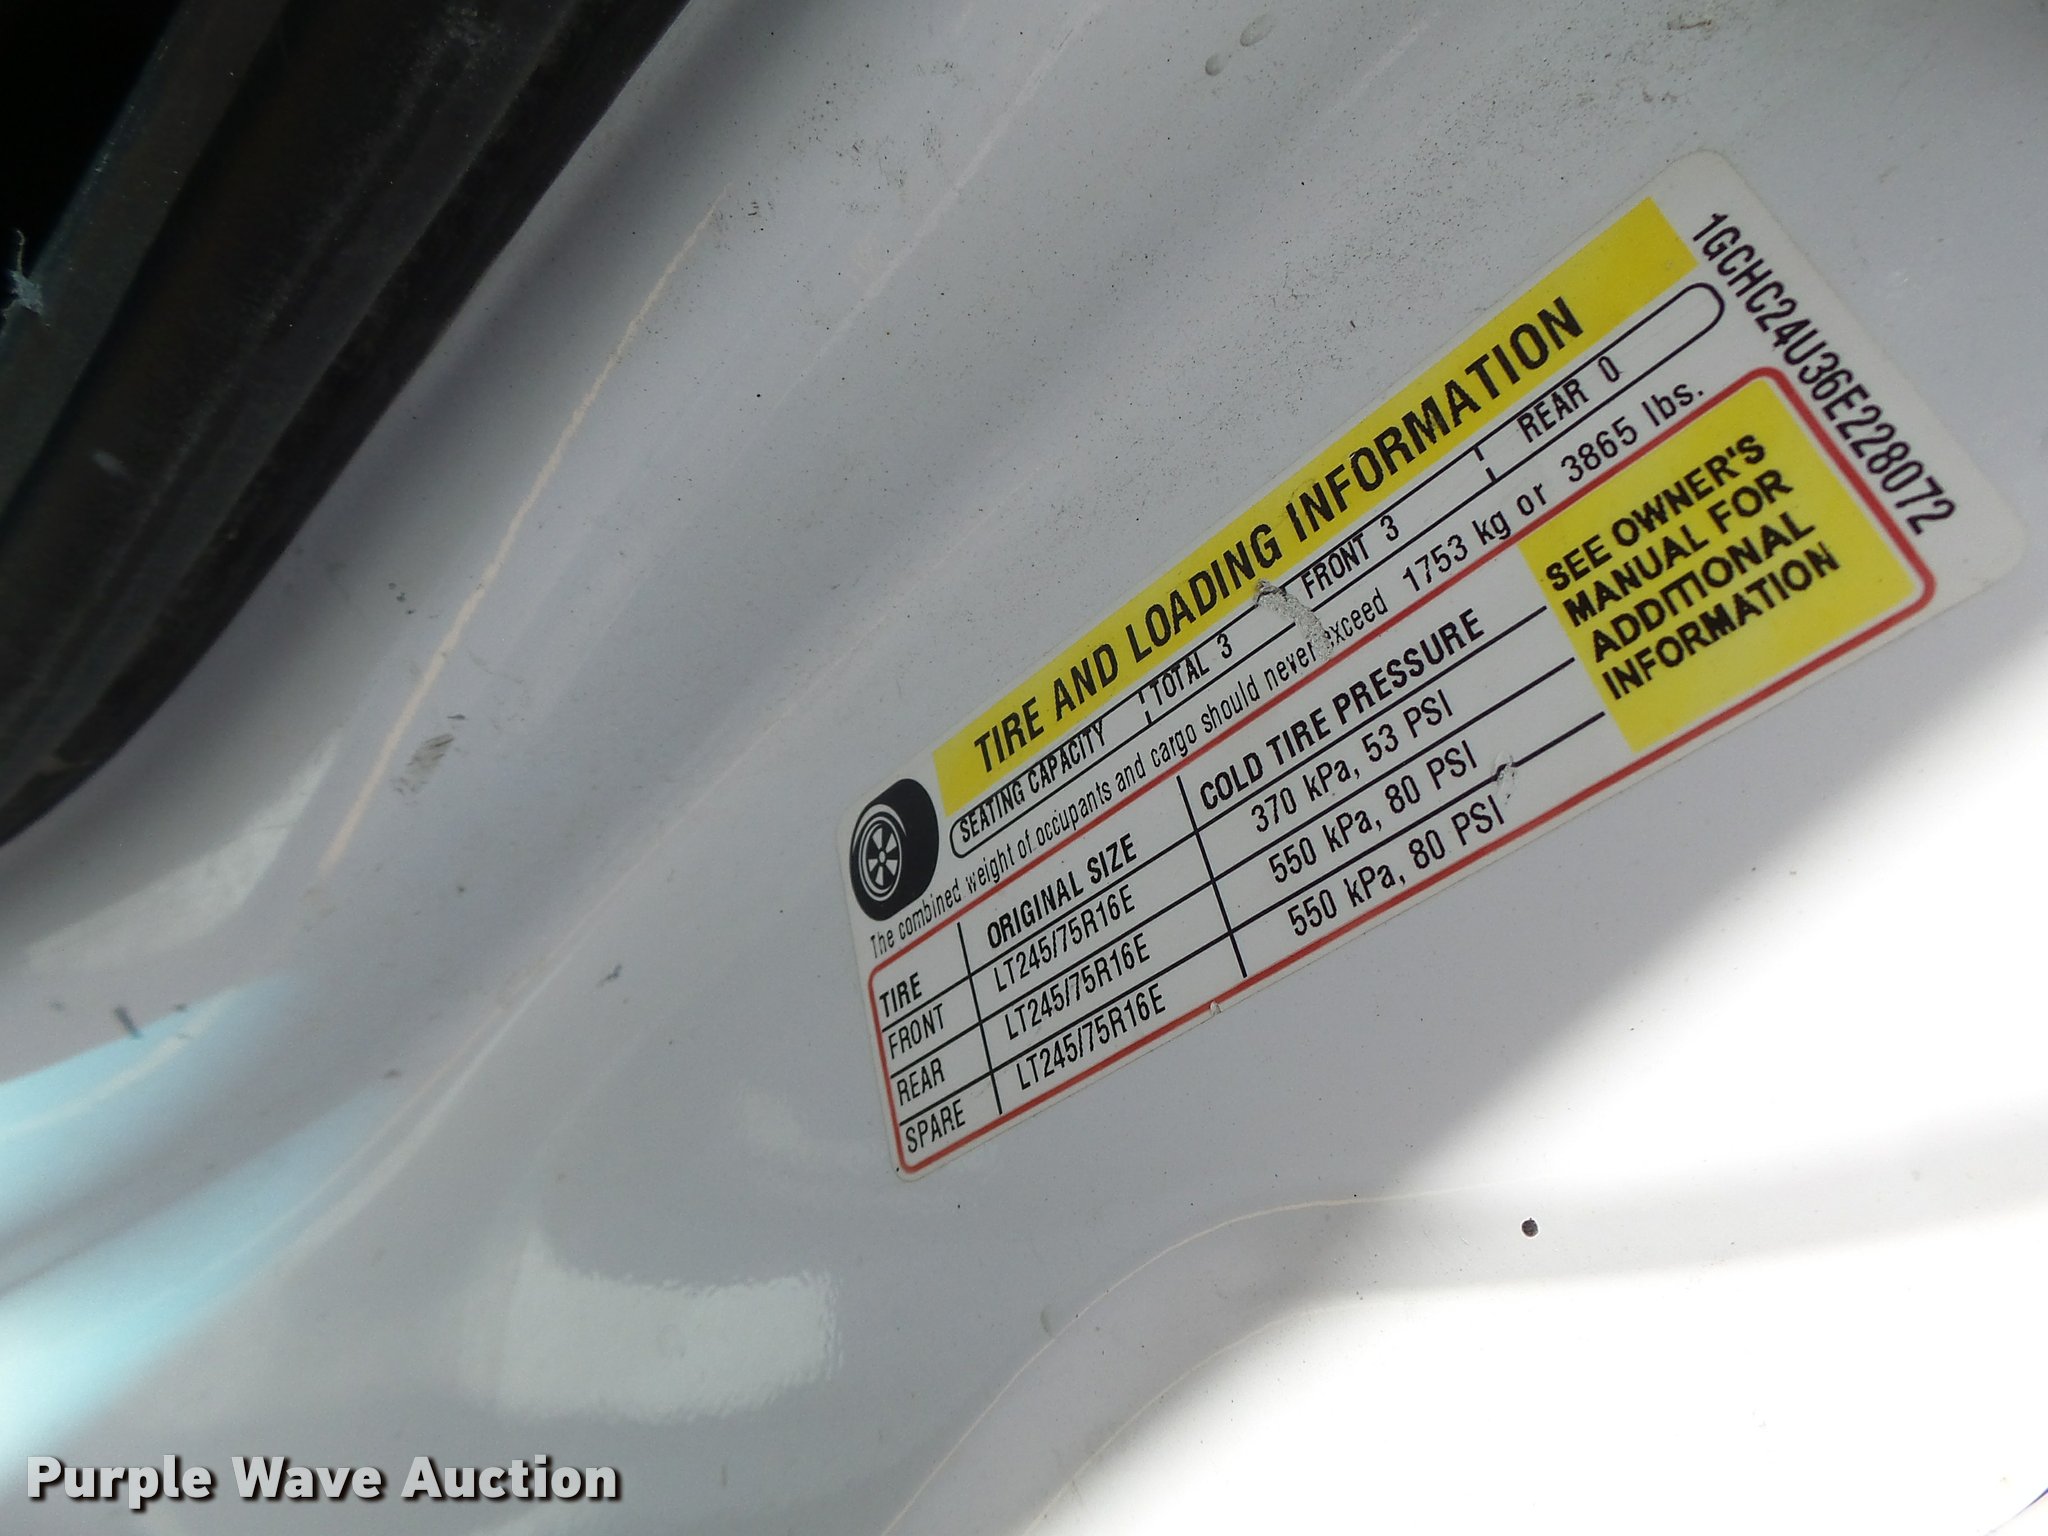 1GCHC24U36E228072
TIRE AND LOADING INFORMATION
SEATING CAPACITY TOTAL 3 FRONT 3 REAR 0
The combined weight of occupants and cargo should never exceed 1753 kg or 3865 lbs.
TIRE ORIGINAL SIZE COLD TIRE PRESSURE
FRONT LT245/75R16E 370 kPa, 53 PSI
REAR LT245/75R16E 550 kPa, 80 PSI
SPARE LT245/75R16E 550 kPa, 80 PSI
SEE OWNER'S
MANUAL FOR
ADDITIONAL
INFORMATION
Purple Wave Auction